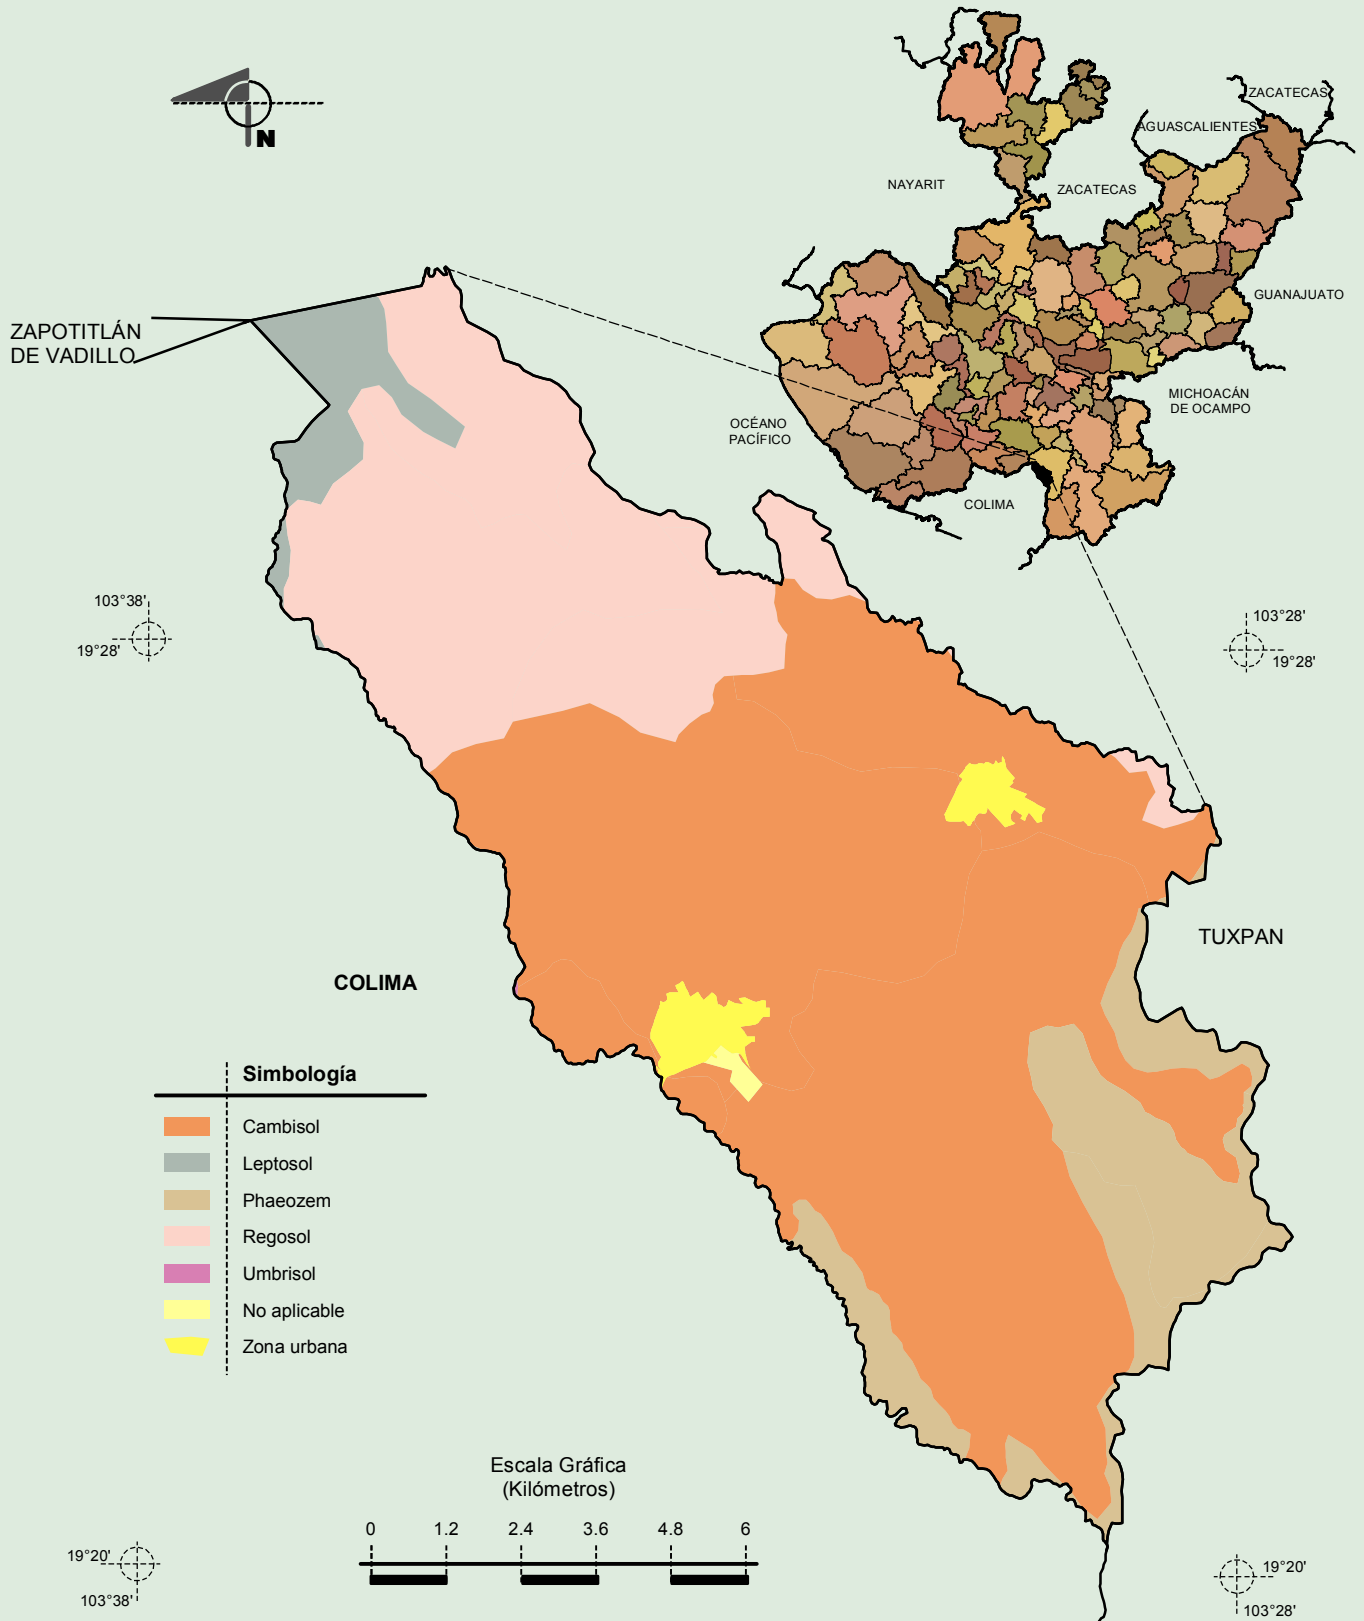 N
ZACATECAS
AGUASCALIENTES
NAYARIT
ZACATECAS
GUANAJUATO
MICHOACÁN
DE OCAMPO
OCÉANO
PACÍFICO
COLIMA
ZAPOTITLÁN
DE VADILLO
103°38'
19°28'
103°28'
19°28'
TUXPAN
COLIMA
Simbología
Cambisol
Leptosol
Phaeozem
Regosol
Umbrisol
No aplicable
Zona urbana
Escala Gráfica
(Kilómetros)
0 1.2 2.4 3.6 4.8 6
19°20'
103°38'
19°20'
103°28'